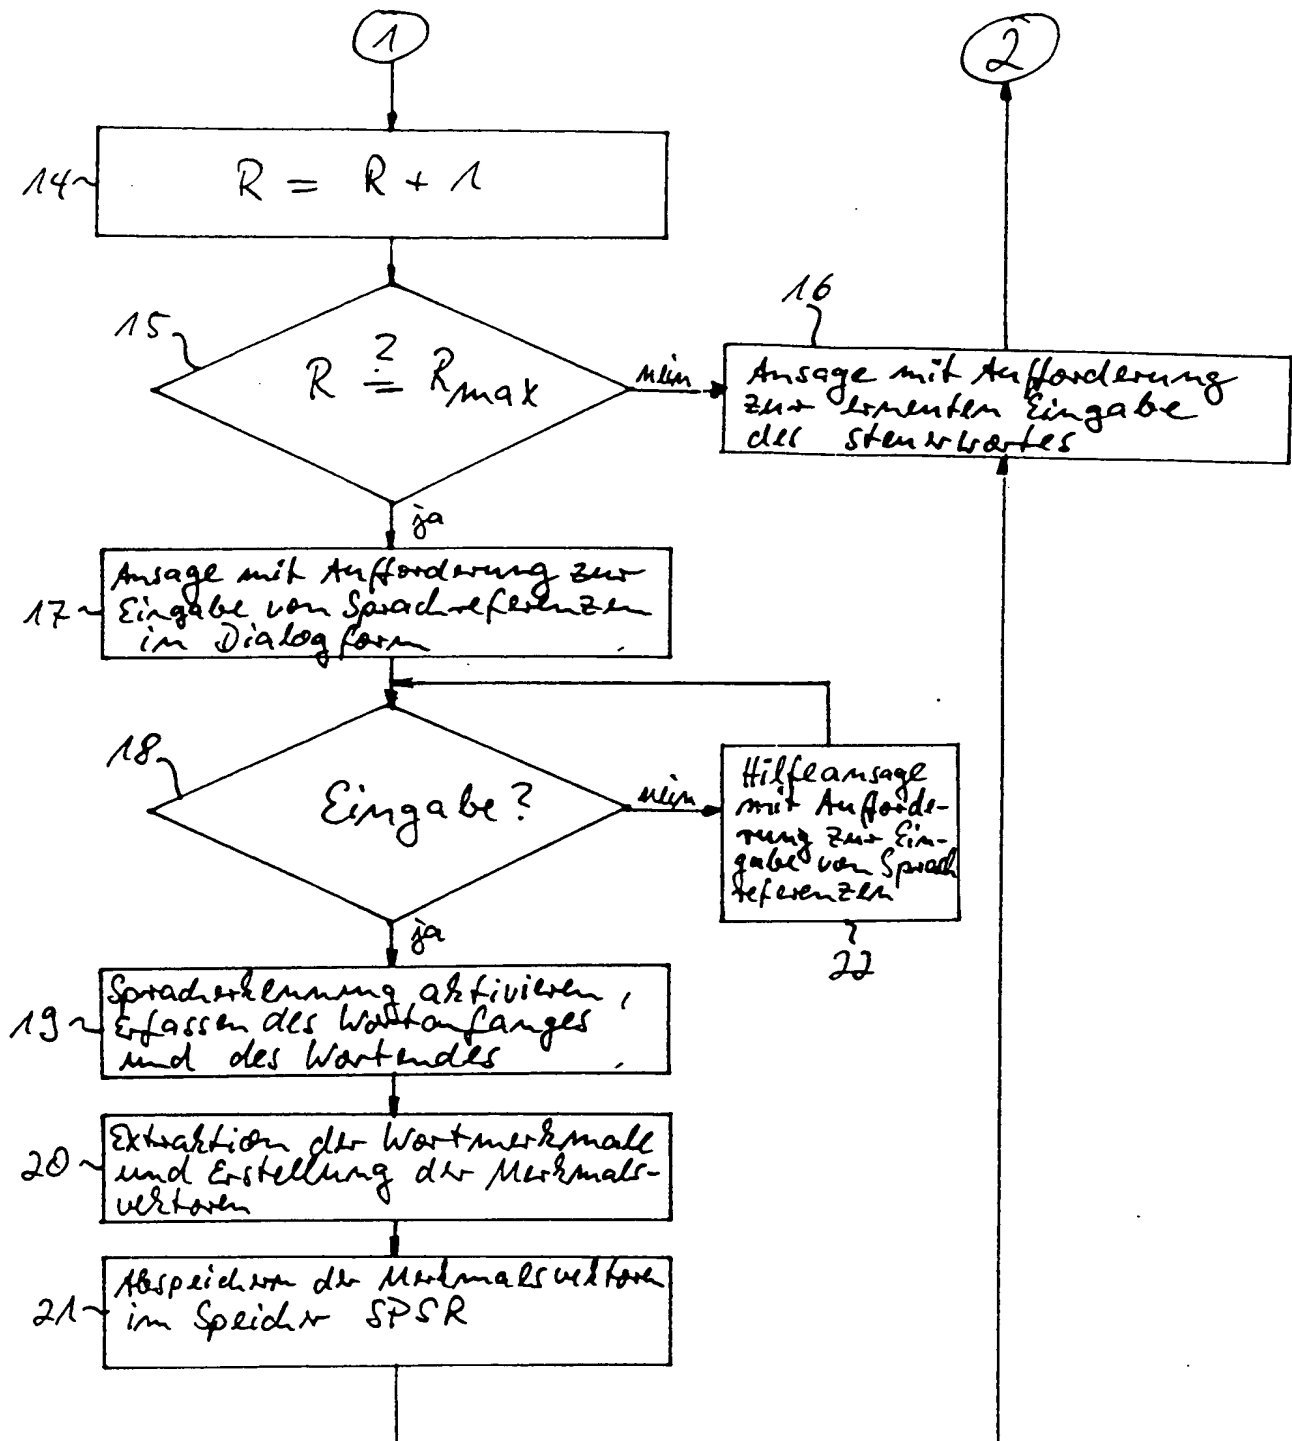 1
2
14
R = R + 1
15
R ?= Rmax
nein
16
Ansage mit Aufforderung
zur erneuten Eingabe
des Steuerwortes
ja
17
Ansage mit Aufforderung zur
Eingabe von Sprachreferenzen
in Dialogform
18
Eingabe?
nein
Hilfeansage
mit Aufforde-
rung zur Ein-
gabe von Sprach
referenzen
22
ja
19
Spracherkennung aktivieren,
Erfassen des Wortanfanges
und des Wortendes
20
Extraktion der Wortmerkmale
und Erstellung der Merkmals-
vektoren
21
Abspeichern der Merkmalsvektoren
im Speicher SPSR